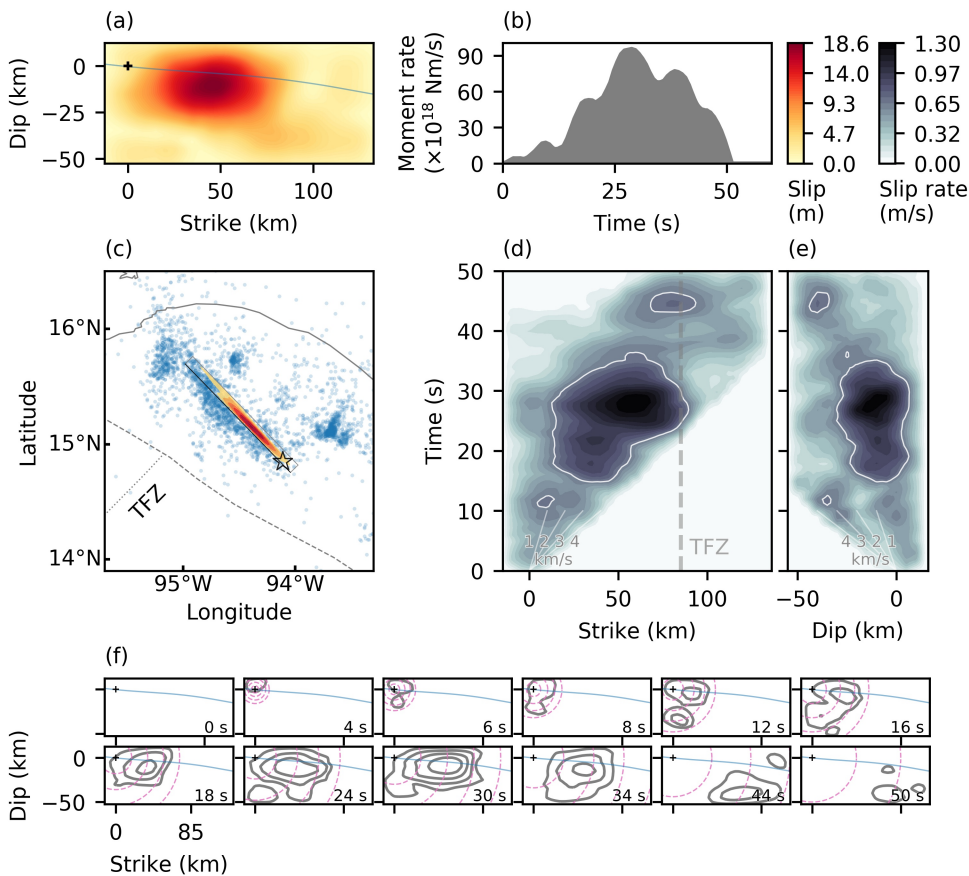 (a)
Dip (km)
0
−25
−50
0 50 100
Strike (km)
(b)
Moment rate
(×10¹⁸ Nm/s)
90
60
30
0
0 25 50
Time (s)
18.6
14.0
9.3
4.7
0.0
Slip
(m)
1.30
0.97
0.65
0.32
0.00
Slip rate
(m/s)
(c)
Latitude
16°N
15°N
14°N
TFZ
95°W 94°W
Longitude
(d)
Time (s)
50
40
30
20
10
0
1 2 3 4
km/s
TFZ
0 50 100
Strike (km)
(e)
4 3 2 1
km/s
−50 0
Dip (km)
(f)
0 s 4 s 6 s 8 s 12 s 16 s
Dip (km)
0
−50
18 s 24 s 30 s 34 s 44 s 50 s
0 85
Strike (km)